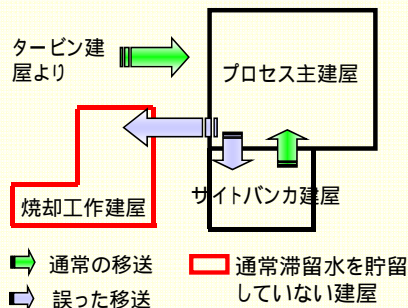 タービン建
屋より
プロセス主建屋
サイトバンカ建屋
焼却工作建屋
通常の移送
誤った移送
通常滞留水を貯留
していない建屋